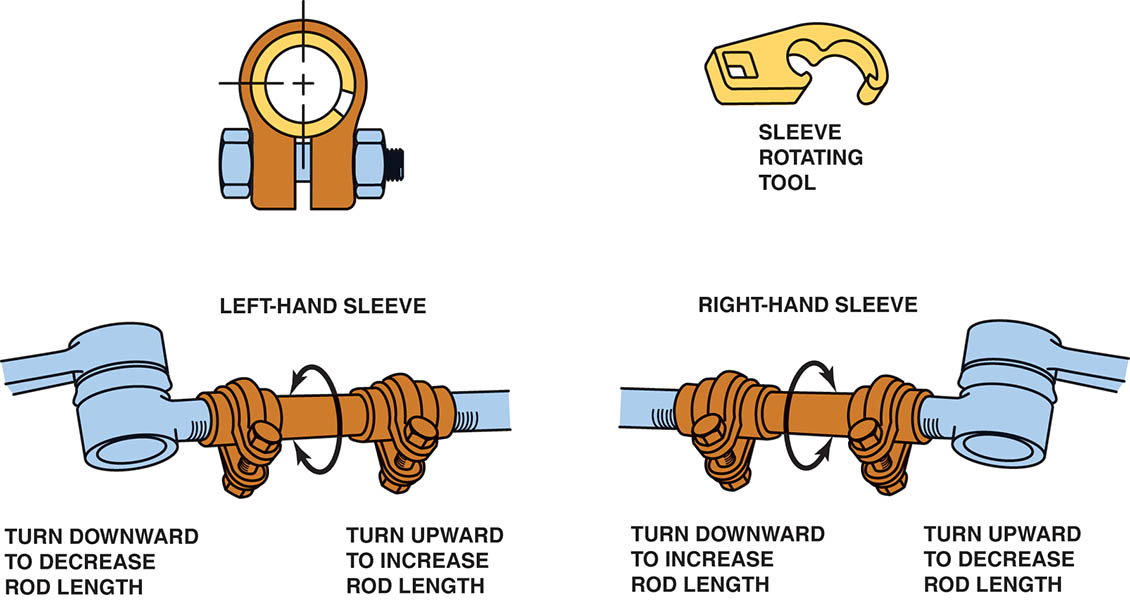 SLEEVE
ROTATING
TOOL
LEFT-HAND SLEEVE
RIGHT-HAND SLEEVE
TURN DOWNWARD
TO DECREASE
ROD LENGTH
TURN UPWARD
TO INCREASE
ROD LENGTH
TURN DOWNWARD
TO INCREASE
ROD LENGTH
TURN UPWARD
TO DECREASE
ROD LENGTH